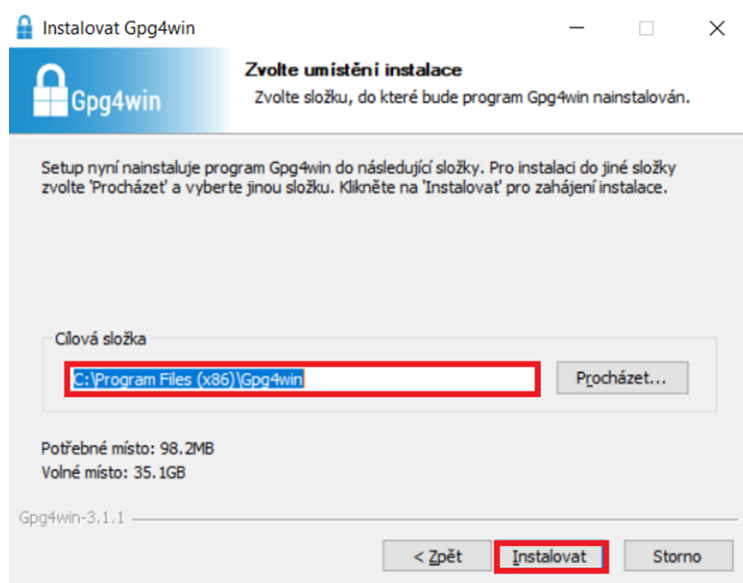 Instalovat Gpg4win
Zvolte umístění instalace
Zvolte složku, do které bude program Gpg4win nainstalován.
Gpg4win
Setup nyní nainstaluje program Gpg4win do následující složky. Pro instalaci do jiné složky
zvolte 'Procházet' a vyberte jinou složku. Klikněte na 'Instalovat' pro zahájení instalace.
Cílová složka
C:\Program Files (x86)\Gpg4win
Procházet...
Potřebné místo: 98.2MB
Volné místo: 35.1GB
Gpg4win-3.1.1
< Zpět
Instalovat
Storno